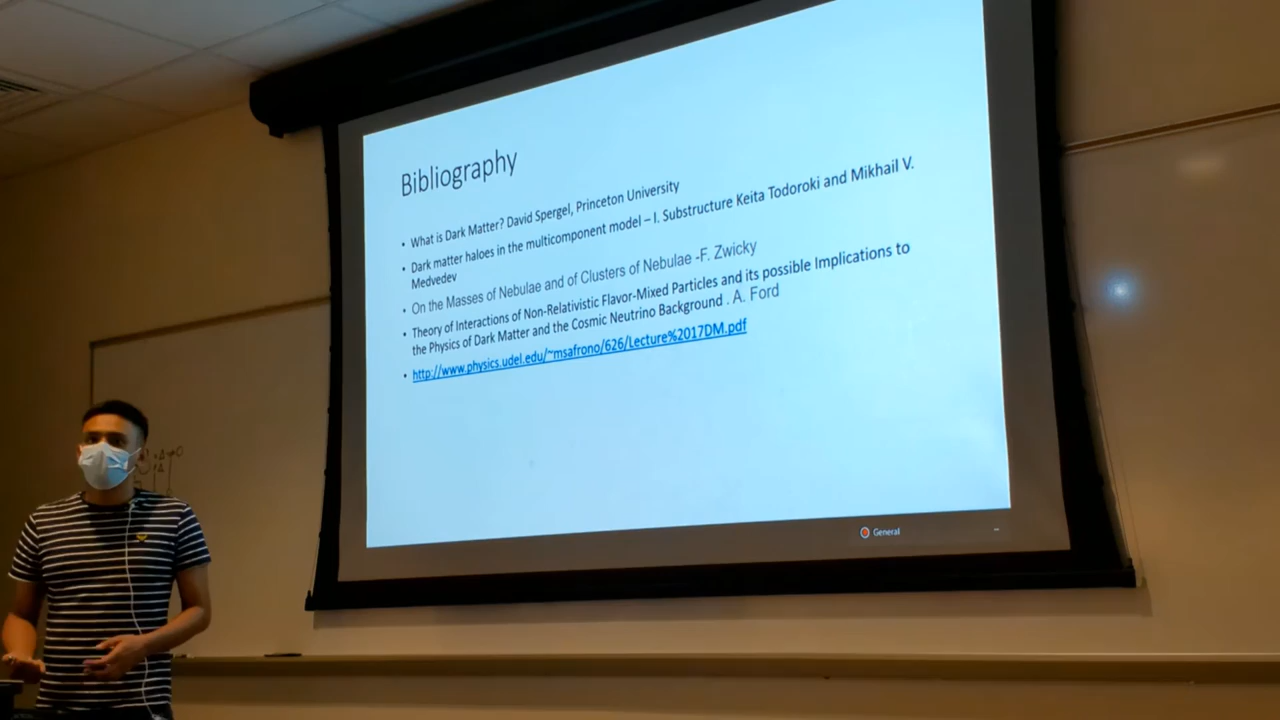 Bibliography
• What is Dark Matter? David Spergel, Princeton University
• Dark matter haloes in the multicomponent model – I. Substructure Keita Todoroki and Mikhail V.
Medvedev
• On the Masses of Nebulae and of Clusters of Nebulae -F. Zwicky
• Theory of Interactions of Non-Relativistic Flavor-Mixed Particles and its possible Implications to
the Physics of Dark Matter and the Cosmic Neutrino Background . A. Ford
• http://www.physics.udel.edu/~msafrono/626/Lecture%2017DM.pdf
General